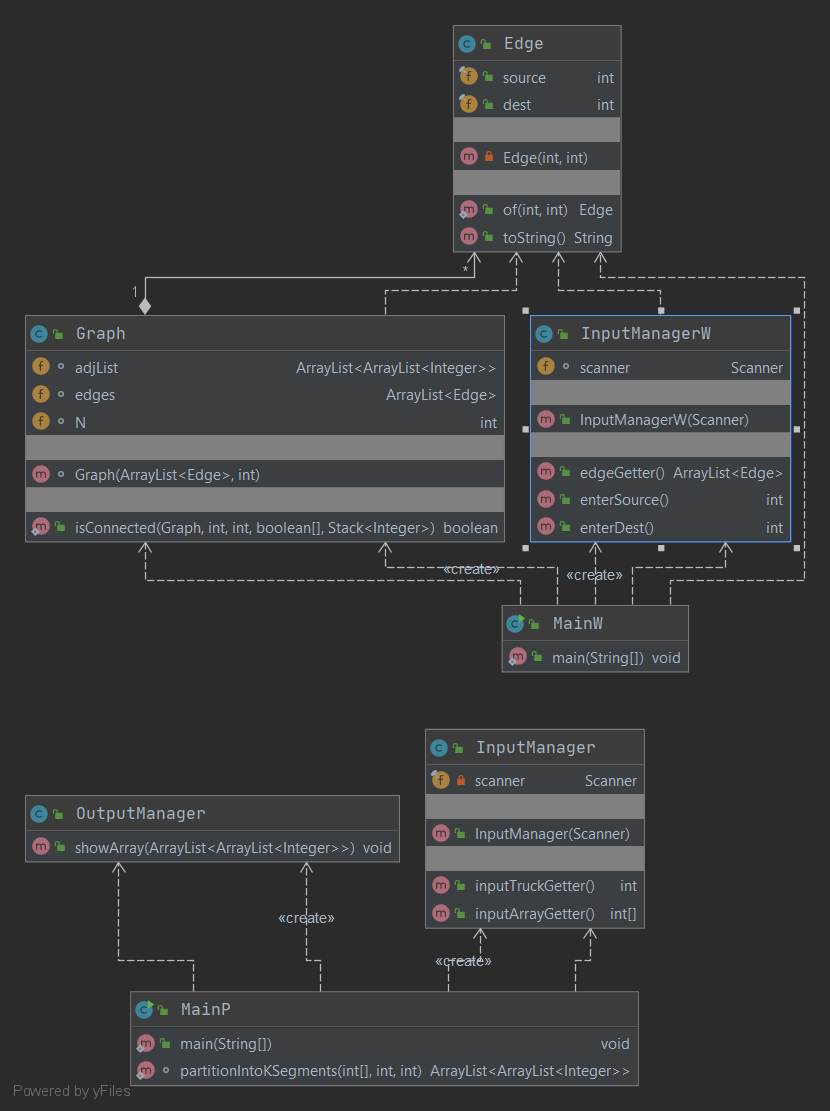 Edge
source int
dest int
Edge(int, int)
of(int, int) Edge
toString() String
1
*
Graph
adjList ArrayList<ArrayList<Integer>>
edges ArrayList<Edge>
N int
Graph(ArrayList<Edge>, int)
isConnected(Graph, int, int, boolean[], Stack<Integer>) boolean
InputManagerW
scanner Scanner
InputManagerW(Scanner)
edgeGetter() ArrayList<Edge>
enterSource() int
enterDest() int
«create»
«create»
MainW
main(String[]) void
InputManager
scanner Scanner
InputManager(Scanner)
inputTruckGetter() int
inputArrayGetter() int[]
OutputManager
showArray(ArrayList<ArrayList<Integer>>) void
«create»
«create»
MainP
main(String[]) void
partitionIntoKSegments(int[], int, int) ArrayList<ArrayList<Integer>>
Powered by yFiles